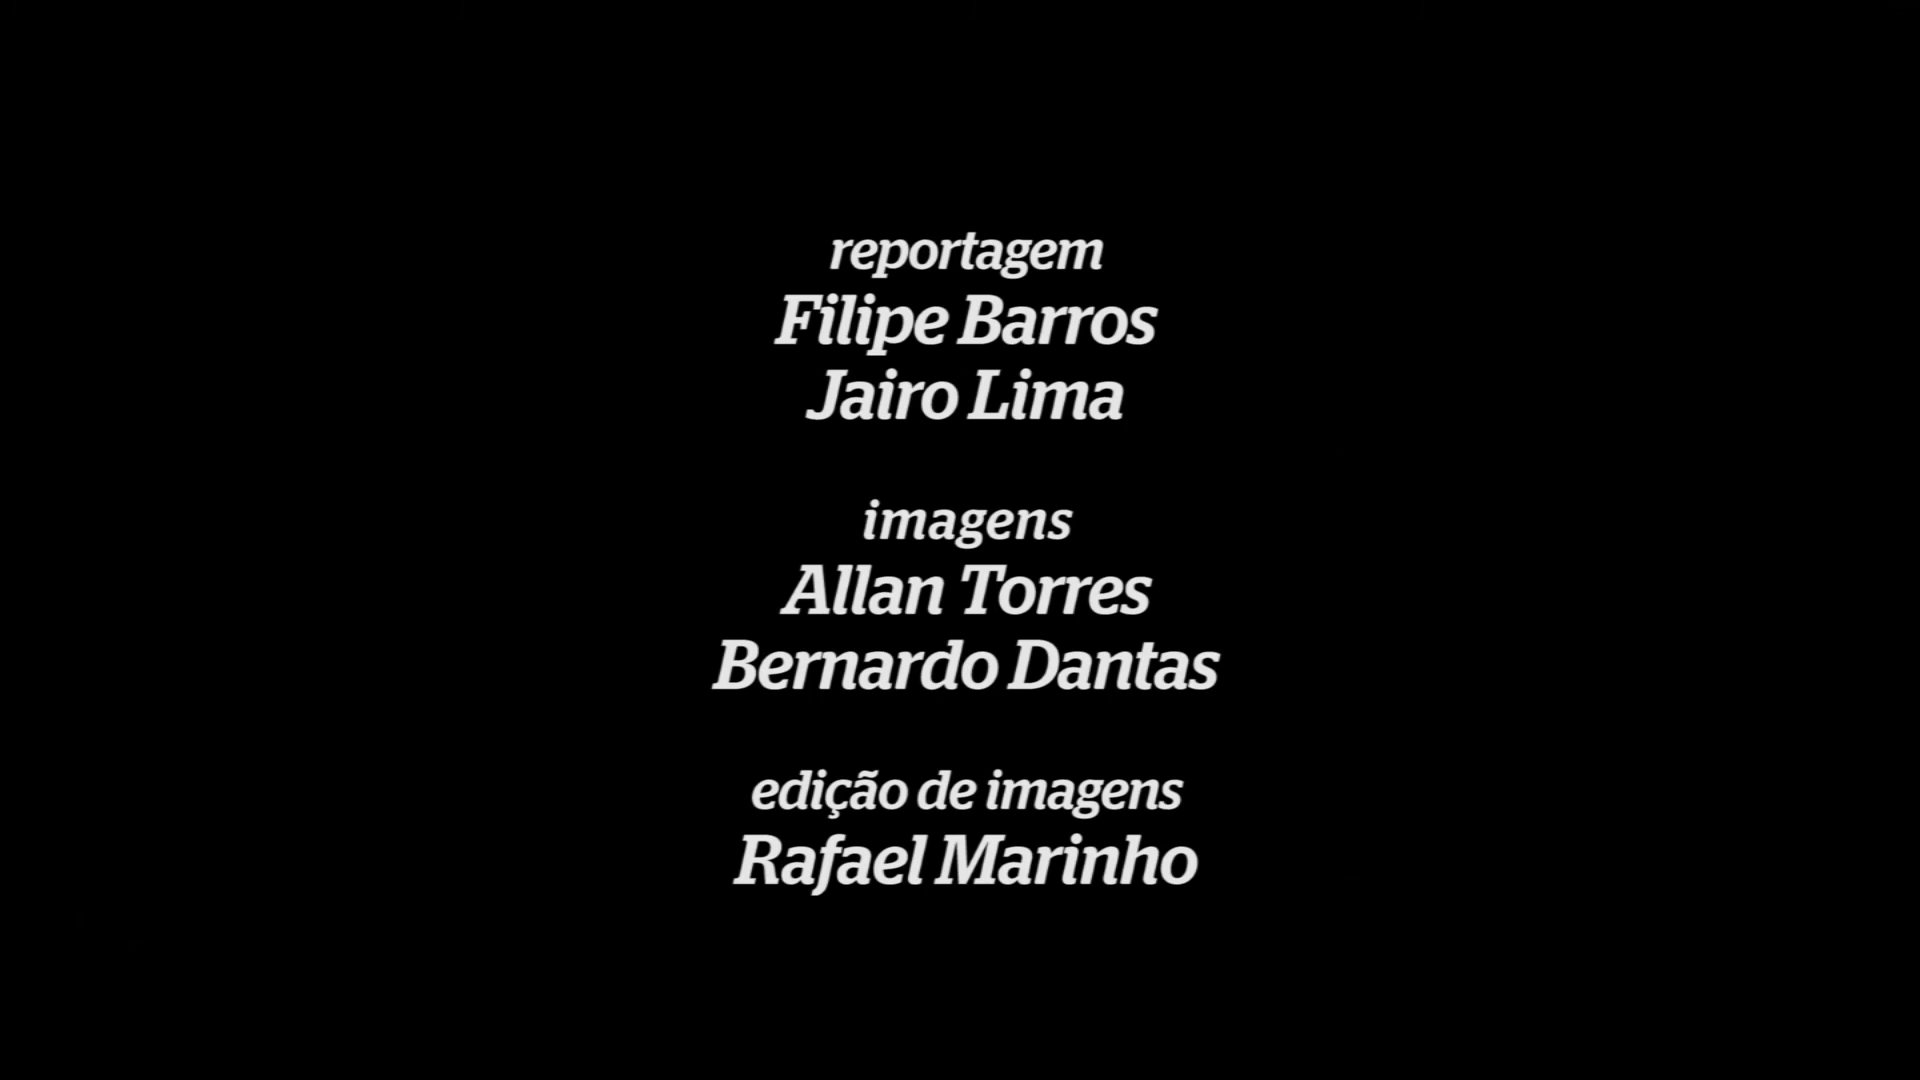 reportagem
Filipe Barros
Jairo Lima
imagens
Allan Torres
Bernardo Dantas
edição de imagens
Rafael Marinho